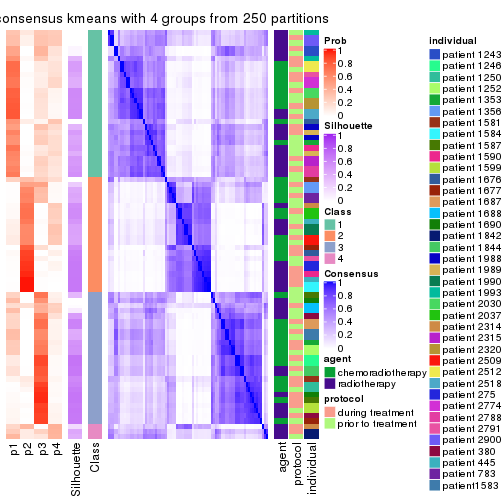 consensus kmeans with 4 groups from 250 partitions
p1
p2
p3
p4
Silhouette
Class
agent
protocol
individual
Prob
1
0.8
0.6
0.4
0.2
0
Silhouette
1
0.8
0.6
0.4
0.2
0
Class
1
2
3
4
Consensus
1
0.8
0.6
0.4
0.2
0
agent
chemoradiotherapy
radiotherapy
protocol
during treatment
prior to treatment
individual
patient 1243
patient 1246
patient 1250
patient 1252
patient 1353
patient 1356
patient 1581
patient 1584
patient 1587
patient 1590
patient 1599
patient 1676
patient 1677
patient 1687
patient 1688
patient 1690
patient 1842
patient 1844
patient 1988
patient 1989
patient 1990
patient 1993
patient 2030
patient 2037
patient 2314
patient 2315
patient 2320
patient 2509
patient 2512
patient 2518
patient 275
patient 2774
patient 2788
patient 2791
patient 2900
patient 380
patient 445
patient 783
patient1583